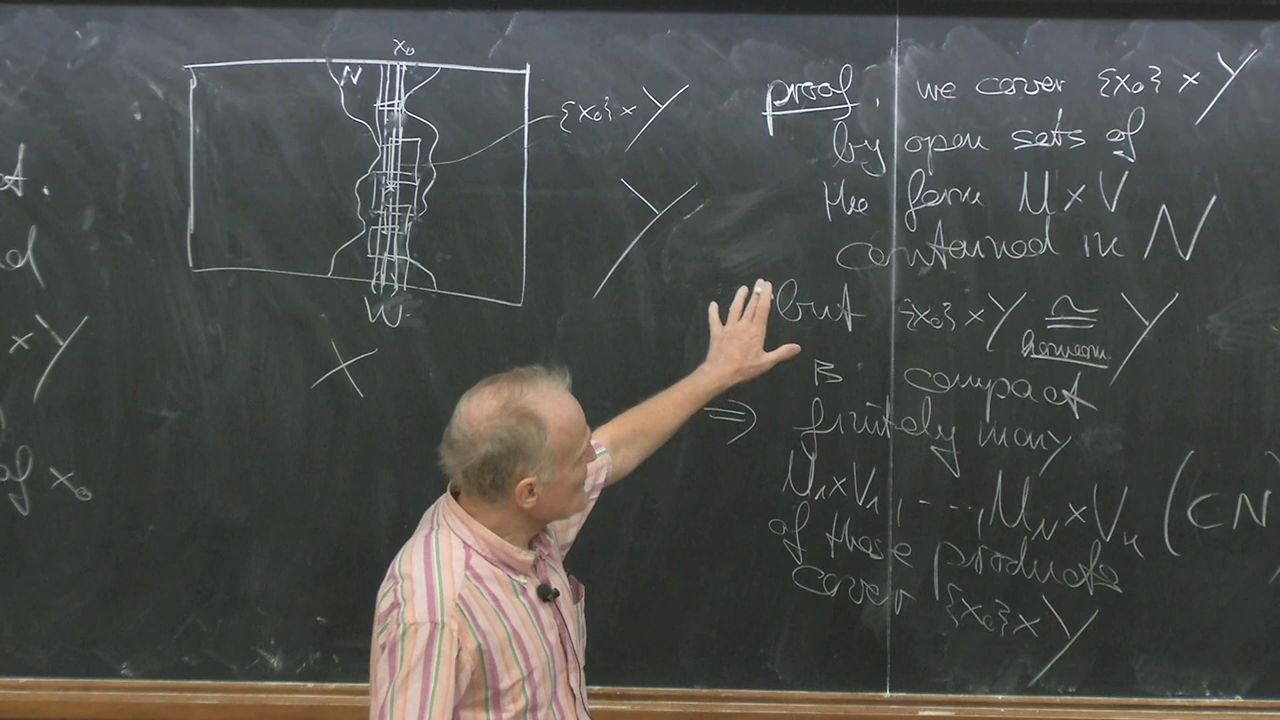 t.
d
× Y
of x₀
x₀
N
{x₀} × Y
Y
W
X
proof. we cover {x₀} × Y
by open sets of
the form U × V
contained in N
but {x₀} × Y ≅ Y
homeom.
is compact
⇒ finitely many
U₁×V₁, ..., Uₙ×Vₙ (⊂N
of these products
cover {x₀} × Y